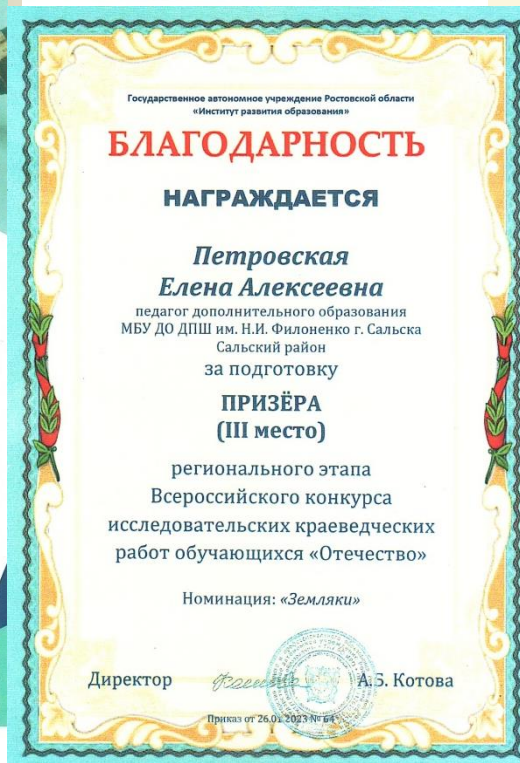 Государственное автономное учреждение Ростовской области
«Институт развития образования»
БЛАГОДАРНОСТЬ
НАГРАЖДАЕТСЯ
Петровская
Елена Алексеевна
педагог дополнительного образования
МБУ ДО ДПШ им. Н.И. Филоненко г. Сальска
Сальский район
за подготовку
ПРИЗЁРА
(III место)
регионального этапа
Всероссийского конкурса
исследовательских краеведческих
работ обучающихся «Отечество»
Номинация: «Земляки»
Директор А.Б. Котова
Приказ от 26.01.2023 № 64